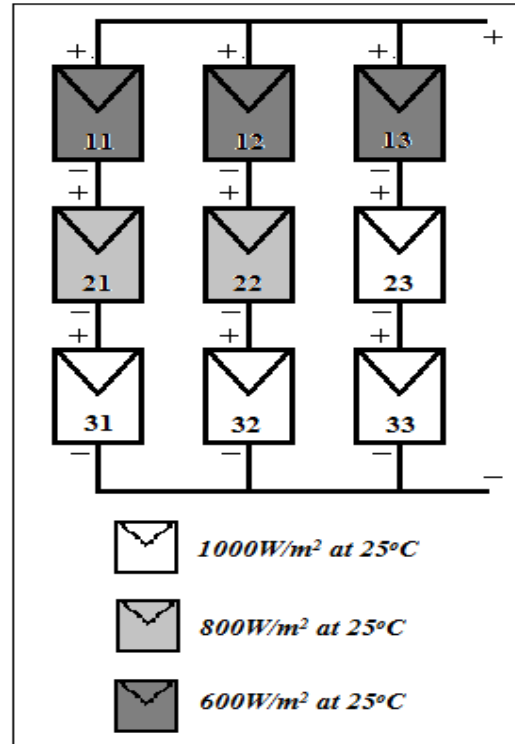 + + + +
11 12 13
− − −
+ + +
21 22 23
− − −
+ + +
31 32 33
− − − −
1000W/m² at 25°C
800W/m² at 25°C
600W/m² at 25°C